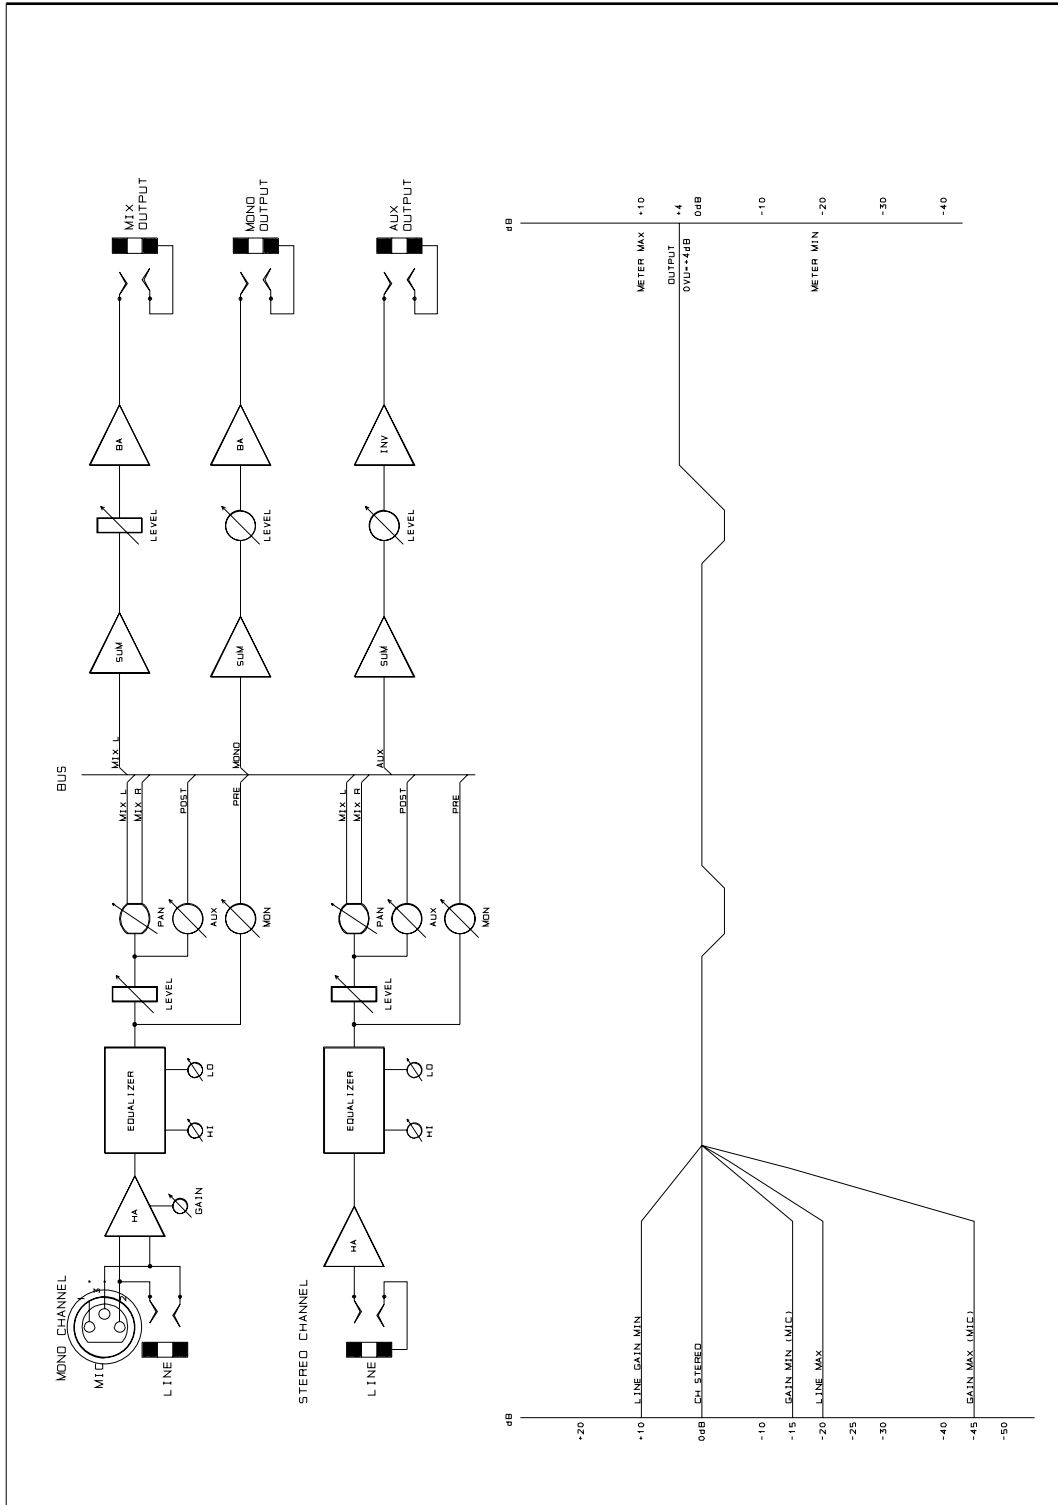 MONO CHANNEL
MIC
1
3
2
LINE
HA
GAIN
EQUALIZER
HI
LO
LEVEL
PAN
AUX
MON
MIX L
MIX R
POST
PRE
BUS
MIX L
SUM
LEVEL
BA
MIX
OUTPUT
MONO
SUM
LEVEL
BA
MONO
OUTPUT
AUX
SUM
LEVEL
INV
AUX
OUTPUT
STEREO CHANNEL
LINE
HA
EQUALIZER
HI
LO
LEVEL
PAN
AUX
MON
MIX L
MIX R
POST
PRE
dB
+20
+10
0dB
-10
-15
-20
-25
-30
-40
-45
-50
LINE GAIN MIN
CH STEREO
GAIN MIN (MIC)
LINE MAX
GAIN MAX (MIC)
dB
+10
+4
0dB
-10
-20
-30
-40
METER MAX
OUTPUT
0VU=+4dB
METER MIN